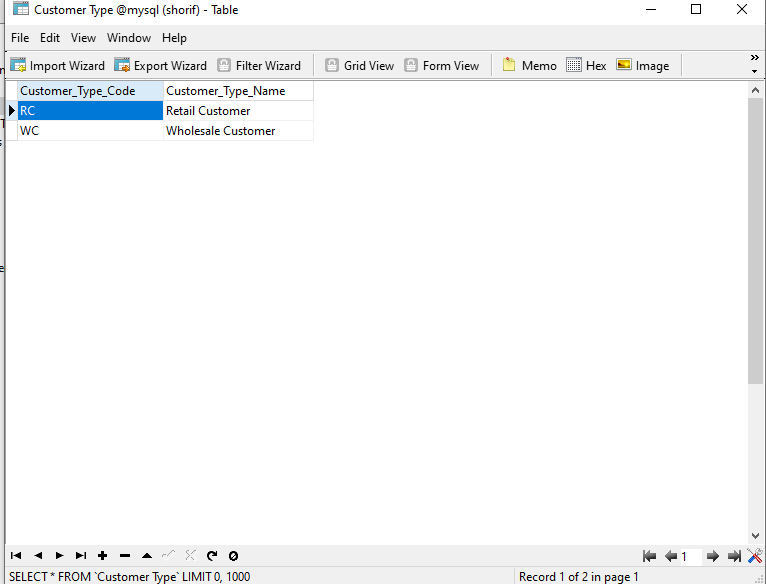 Customer Type @mysql (shorif) - Table
File Edit View Window Help
Import Wizard Export Wizard Filter Wizard Grid View Form View Memo Hex Image »
Customer_Type_Code Customer_Type_Name
RC Retail Customer
WC Wholesale Customer
1
SELECT * FROM `Customer Type` LIMIT 0, 1000 Record 1 of 2 in page 1